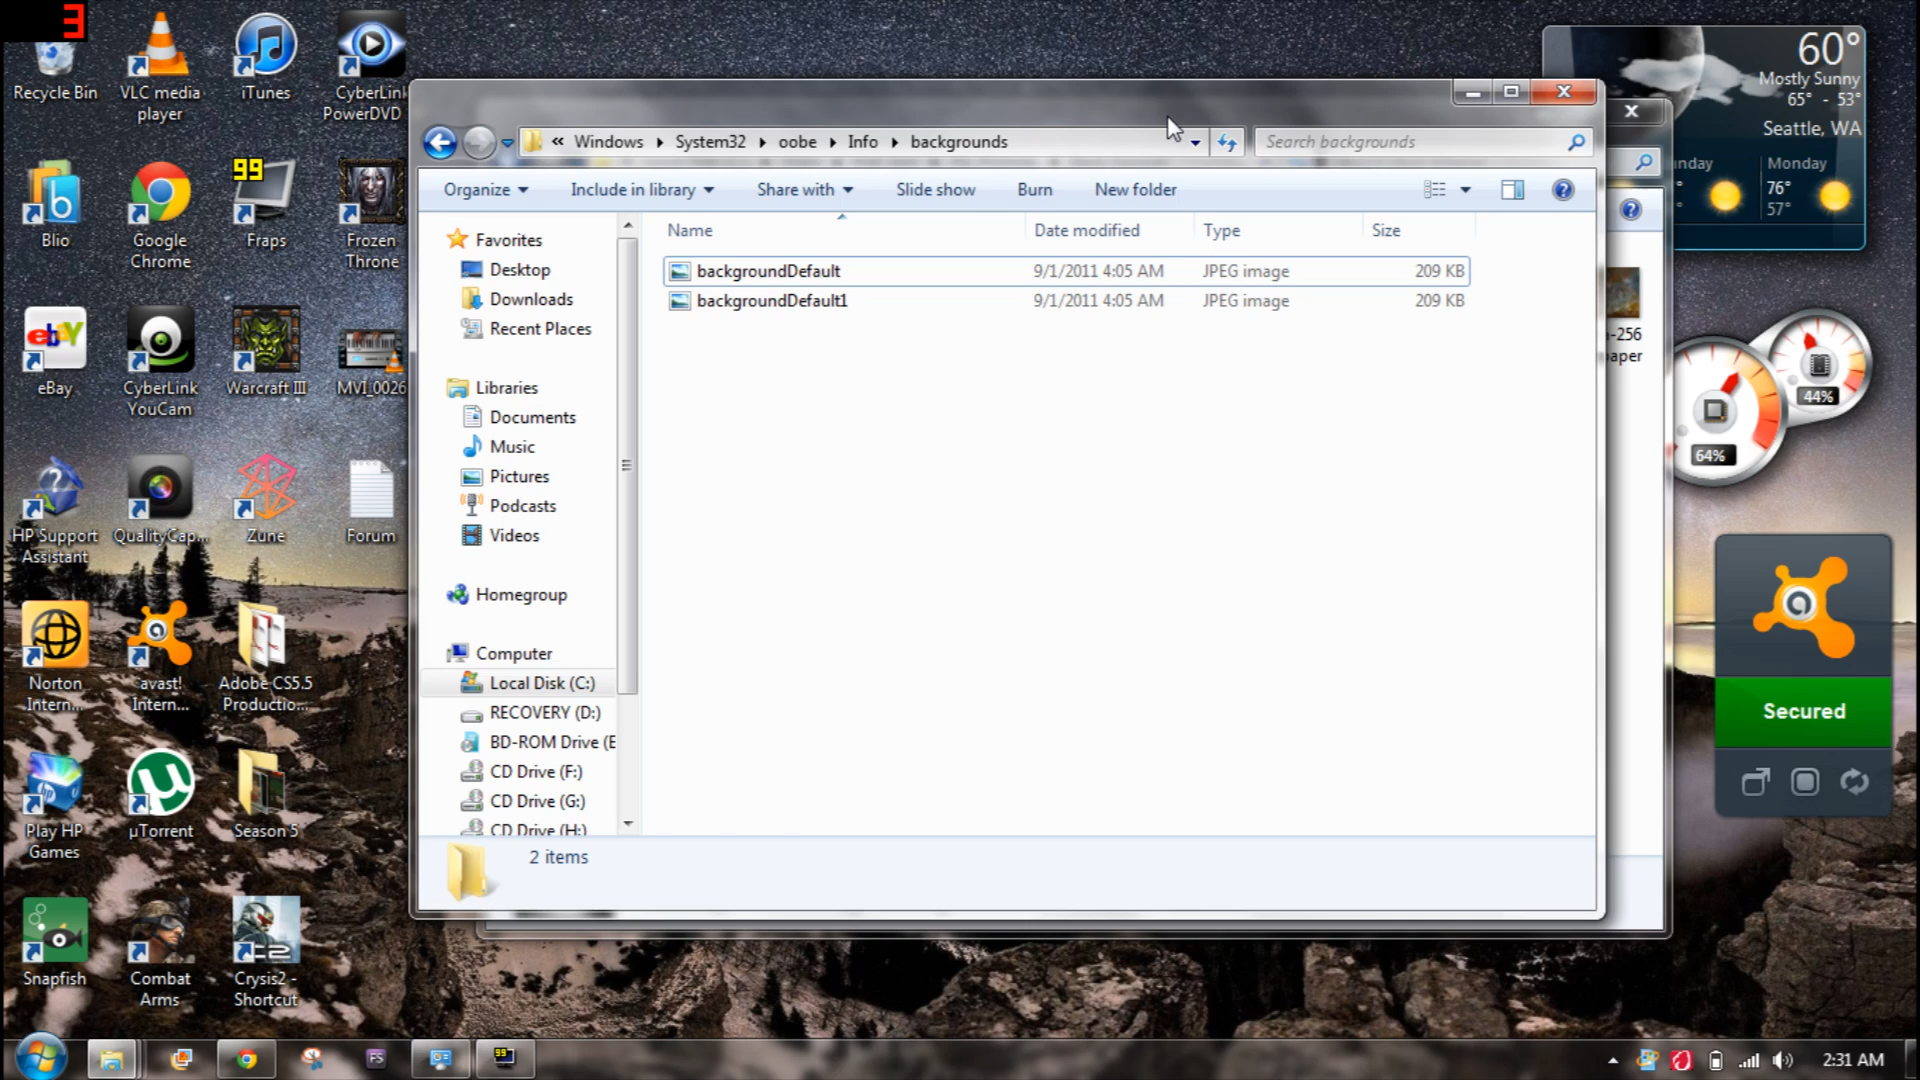 3
Recycle Bin
VLC media
player
iTunes
CyberLink
PowerDVD
Blio
Google
Chrome
99
Fraps
Frozen
Throne
eBay
CyberLink
YouCam
Warcraft III
MVI_0026
HP Support
Assistant
QualityCap...
Zune
Forum
Norton
Intern...
avast!
Intern...
Adobe CS5.5
Productio...
Play HP
Games
µTorrent
Season 5
Snapfish
Combat
Arms
Crysis2 -
Shortcut
« Windows System32 oobe Info backgrounds
Search backgrounds
Organize Include in library Share with Slide show Burn New folder
Name Date modified Type Size
backgroundDefault 9/1/2011 4:05 AM JPEG image 209 KB
backgroundDefault1 9/1/2011 4:05 AM JPEG image 209 KB
Favorites
Desktop
Downloads
Recent Places
Libraries
Documents
Music
Pictures
Podcasts
Videos
Homegroup
Computer
Local Disk (C:)
RECOVERY (D:)
BD-ROM Drive (E
CD Drive (F:)
CD Drive (G:)
CD Drive (H:)
2 items
60°
Mostly Sunny
65° - 53°
Seattle, WA
nday Monday
76°
57°
-256
aper
44%
64%
Secured
FS
99
2:31 AM